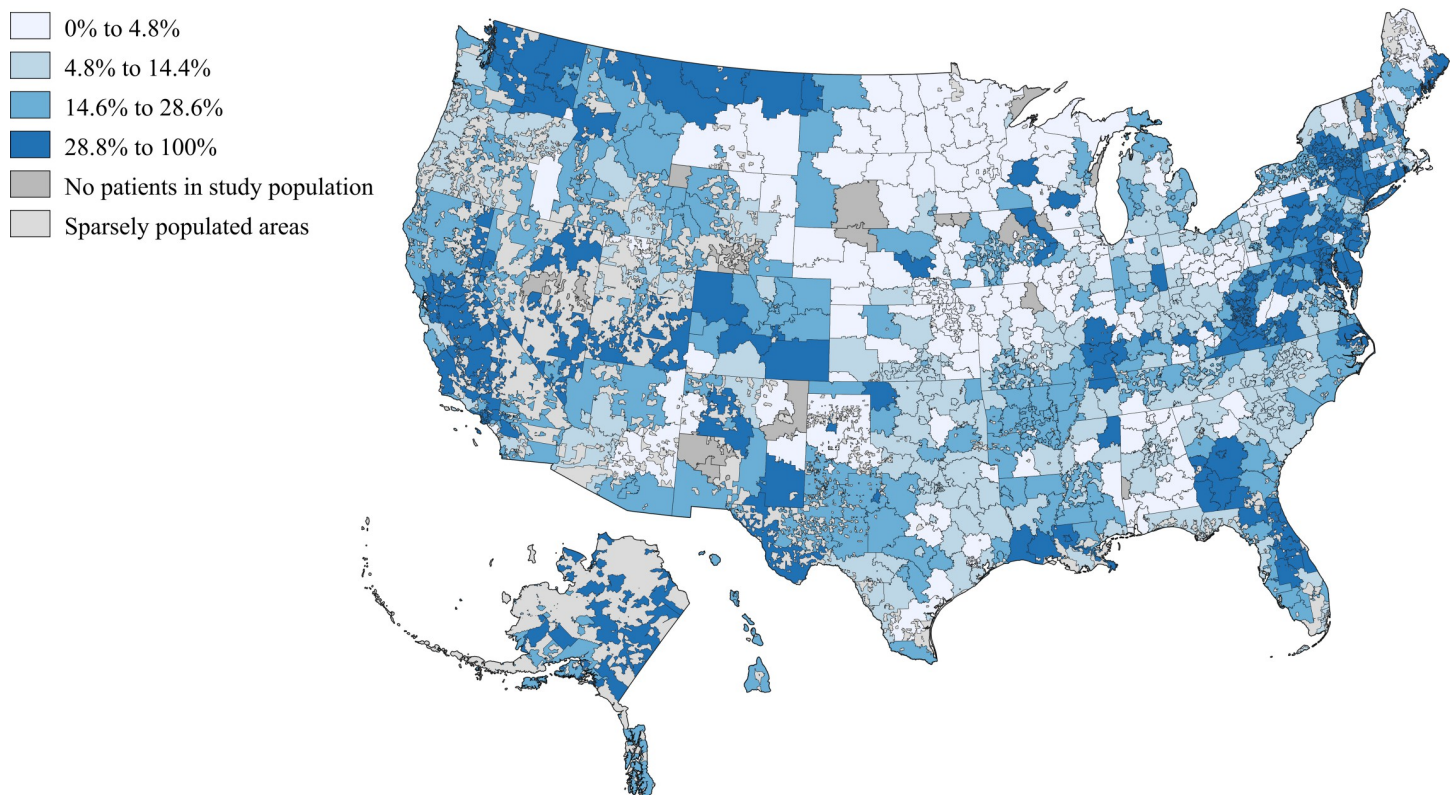 0% to 4.8%
4.8% to 14.4%
14.6% to 28.6%
28.8% to 100%
No patients in study population
Sparsely populated areas